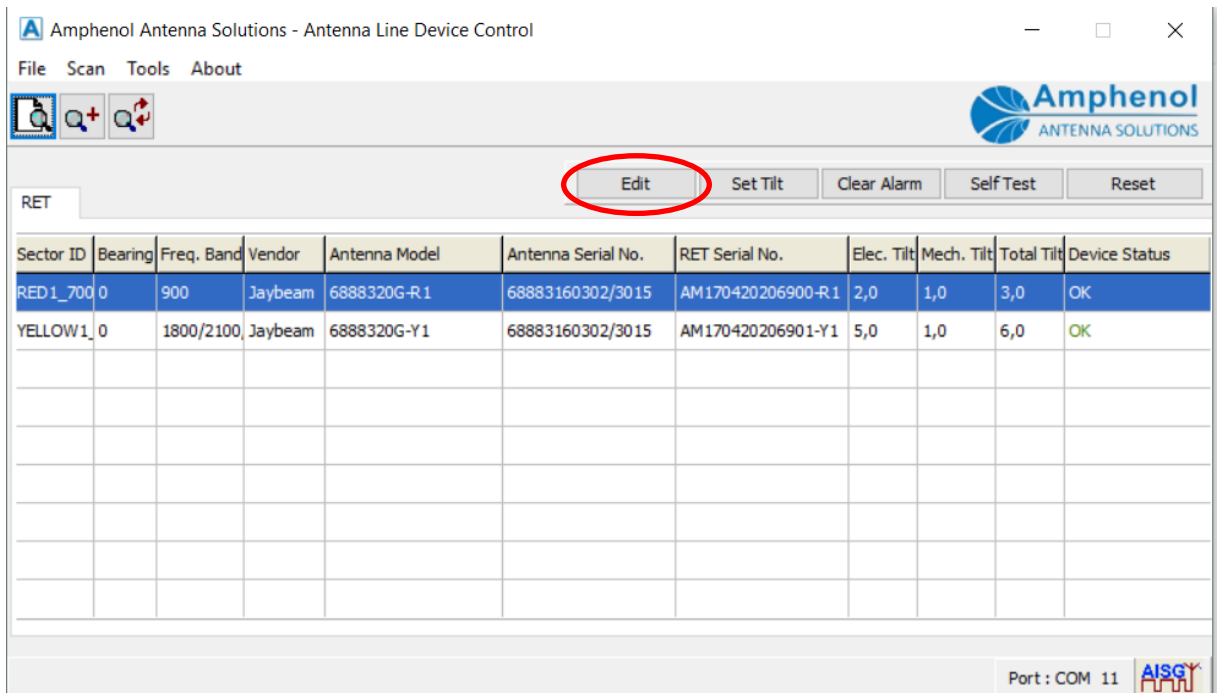 Amphenol Antenna Solutions - Antenna Line Device Control
File Scan Tools About
Amphenol
ANTENNA SOLUTIONS
Edit Set Tilt Clear Alarm Self Test Reset
RET
Sector ID Bearing Freq. Band Vendor Antenna Model Antenna Serial No. RET Serial No. Elec. Tilt Mech. Tilt Total Tilt Device Status
RED1_700 0 900 Jaybeam 6888320G-R1 68883160302/3015 AM170420206900-R1 2,0 1,0 3,0 OK
YELLOW1_ 0 1800/2100, Jaybeam 6888320G-Y1 68883160302/3015 AM170420206901-Y1 5,0 1,0 6,0 OK
Port : COM 11 AISG